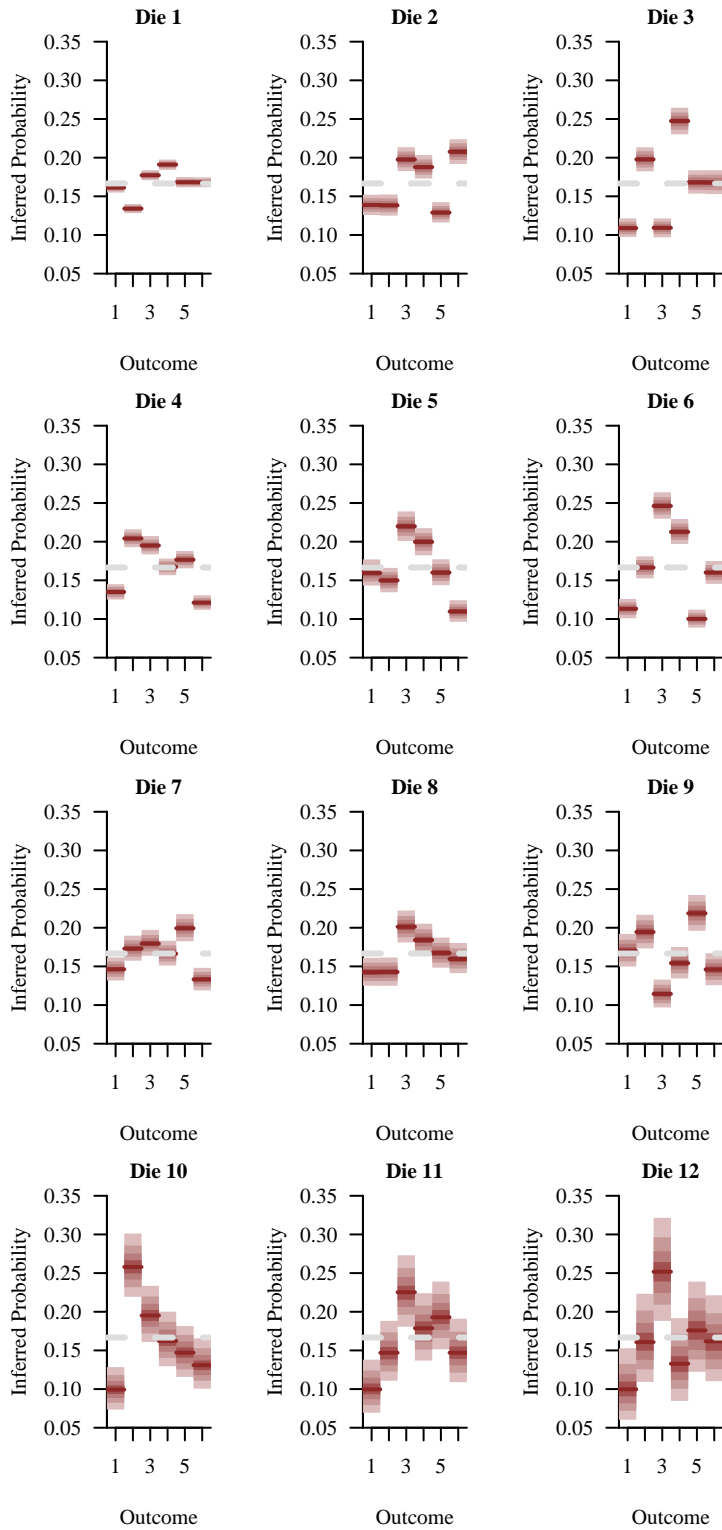 Die 1
Inferred Probability
0.35
0.30
0.25
0.20
0.15
0.10
0.05
1 3 5
Outcome
Die 2
Inferred Probability
0.35
0.30
0.25
0.20
0.15
0.10
0.05
1 3 5
Outcome
Die 3
Inferred Probability
0.35
0.30
0.25
0.20
0.15
0.10
0.05
1 3 5
Outcome
Die 4
Inferred Probability
0.35
0.30
0.25
0.20
0.15
0.10
0.05
1 3 5
Outcome
Die 5
Inferred Probability
0.35
0.30
0.25
0.20
0.15
0.10
0.05
1 3 5
Outcome
Die 6
Inferred Probability
0.35
0.30
0.25
0.20
0.15
0.10
0.05
1 3 5
Outcome
Die 7
Inferred Probability
0.35
0.30
0.25
0.20
0.15
0.10
0.05
1 3 5
Outcome
Die 8
Inferred Probability
0.35
0.30
0.25
0.20
0.15
0.10
0.05
1 3 5
Outcome
Die 9
Inferred Probability
0.35
0.30
0.25
0.20
0.15
0.10
0.05
1 3 5
Outcome
Die 10
Inferred Probability
0.35
0.30
0.25
0.20
0.15
0.10
0.05
1 3 5
Outcome
Die 11
Inferred Probability
0.35
0.30
0.25
0.20
0.15
0.10
0.05
1 3 5
Outcome
Die 12
Inferred Probability
0.35
0.30
0.25
0.20
0.15
0.10
0.05
1 3 5
Outcome